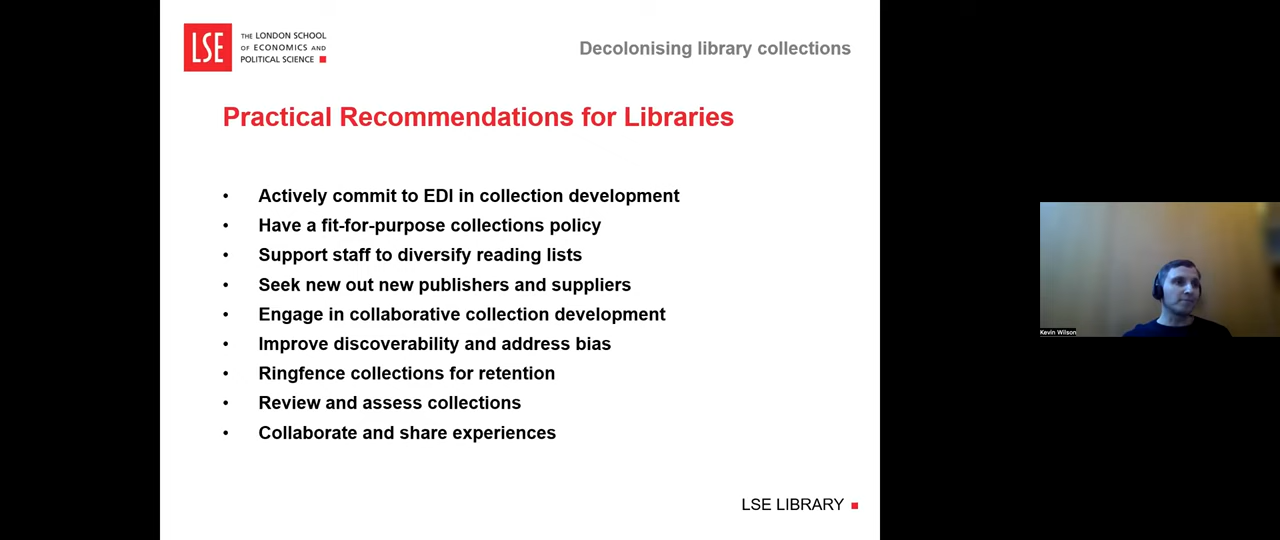 LSE
THE LONDON SCHOOL
OF ECONOMICS AND
POLITICAL SCIENCE
Decolonising library collections
Practical Recommendations for Libraries
• Actively commit to EDI in collection development
• Have a fit-for-purpose collections policy
• Support staff to diversify reading lists
• Seek new out new publishers and suppliers
• Engage in collaborative collection development
• Improve discoverability and address bias
• Ringfence collections for retention
• Review and assess collections
• Collaborate and share experiences
Kevin Wilson
LSE LIBRARY